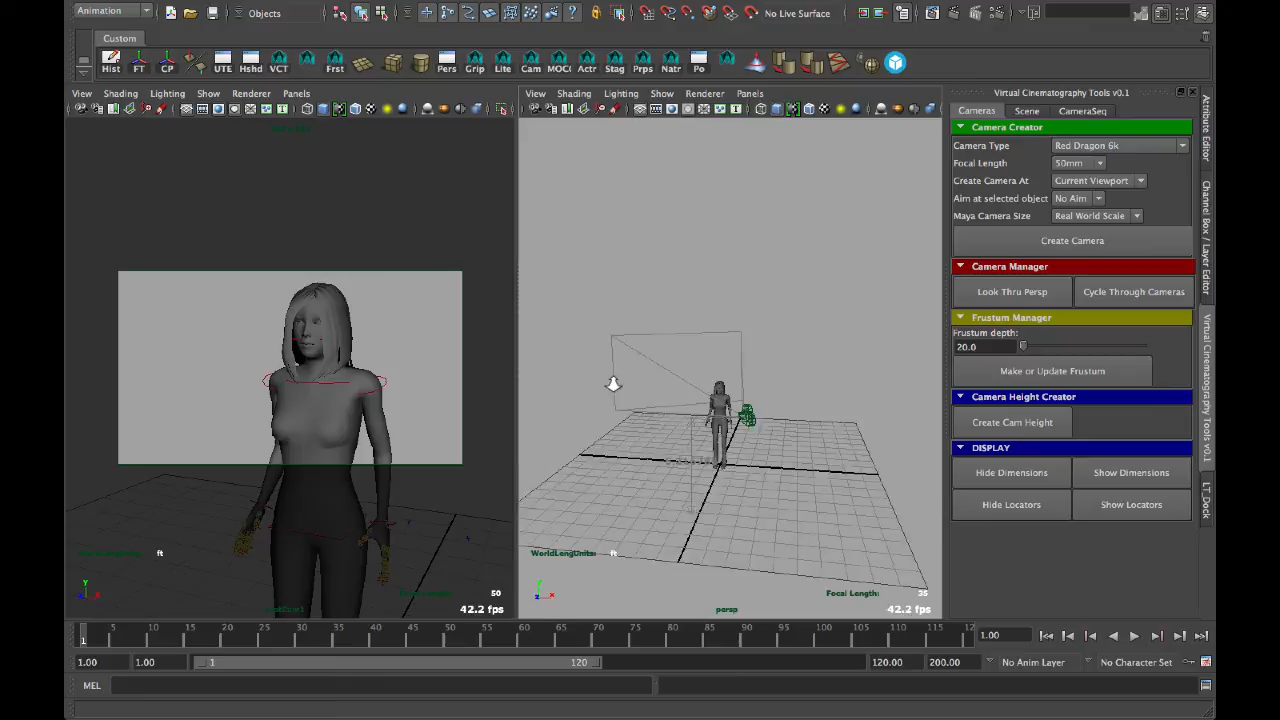 Animation
Objects
No Live Surface
Custom
Hist FT CP UTE Hshd VCT Frst Pers Grip Lite Cam MOC Actr Stag Prps Natr Po
View Shading Lighting Show Renderer Panels
View Shading Lighting Show Renderer Panels
Virtual Cinematography Tools v0.1
Cameras Scene CameraSeq
Camera Creator
Camera Type Red Dragon 6k
Focal Length 50mm
Create Camera At Current Viewport
Aim at selected object No Aim
Maya Camera Size Real World Scale
Create Camera
Camera Manager
Look Thru Persp Cycle Through Cameras
Frustum Manager
Frustum depth:
20.0
Make or Update Frustum
Camera Height Creator
Create Cam Height
DISPLAY
Hide Dimensions Show Dimensions
Hide Locators Show Locators
Attribute Editor
Channel Box / Layer Editor
Virtual Cinematography Tools v0.1
LT_Dock
ft
50
42.2 fps
WorldLengUnits: ft
Focal Length: 35
persp
42.2 fps
5 10 15 20 25 30 35 40 45 50 55 60 65 70 75 80 85 90 95 100 105 110 115 12
1
1.00
1.00 1.00 1 120 120.00 200.00 No Anim Layer No Character Set
MEL